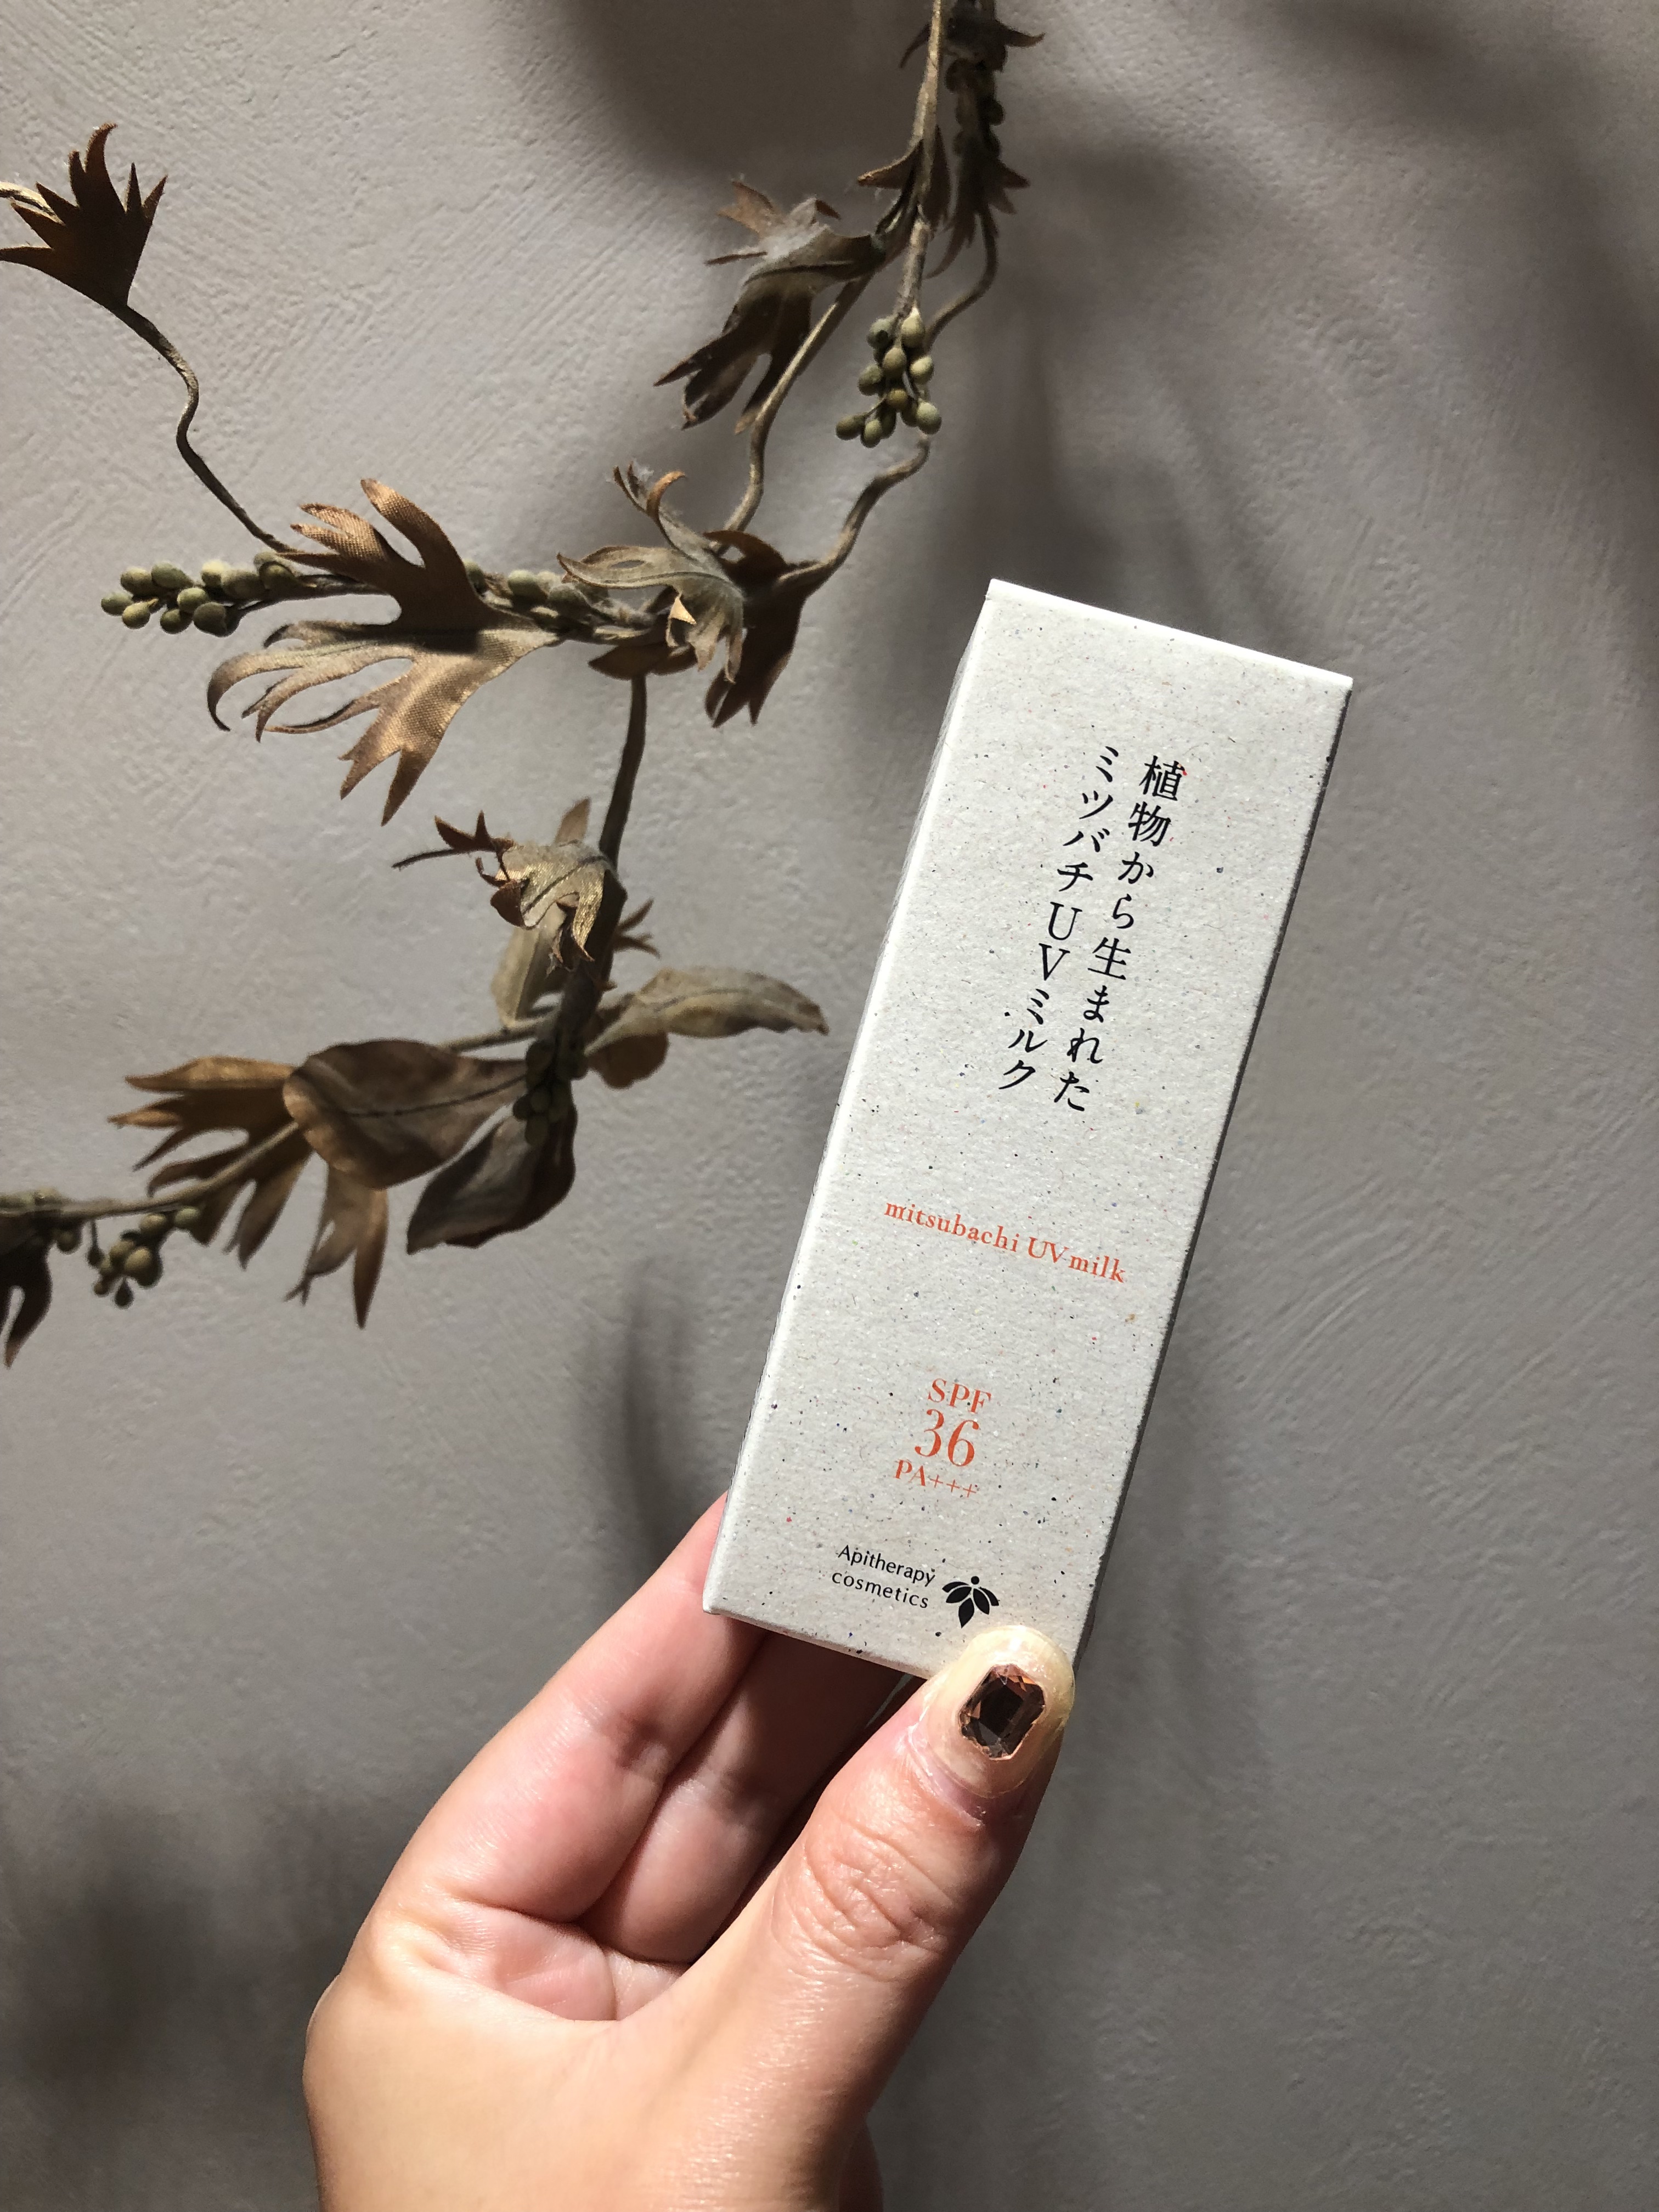 植物から生まれた
ミツバチUVミルク
mitsubachi UV milk
SPF
36
PA+++
Apitherapy
cosmetics